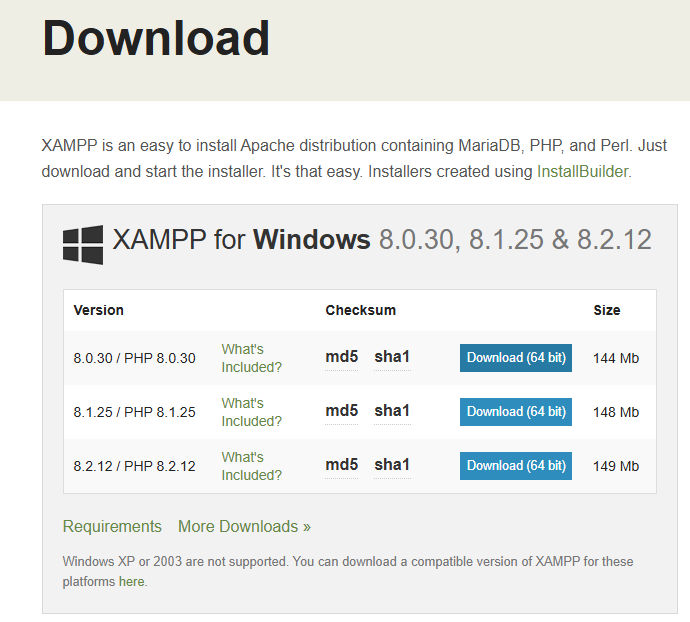 Download
XAMPP is an easy to install Apache distribution containing MariaDB, PHP, and Perl. Just
download and start the installer. It's that easy. Installers created using InstallBuilder.
XAMPP for Windows 8.0.30, 8.1.25 & 8.2.12
Version Checksum Size
8.0.30 / PHP 8.0.30 What's Included? md5 sha1 Download (64 bit) 144 Mb
8.1.25 / PHP 8.1.25 What's Included? md5 sha1 Download (64 bit) 148 Mb
8.2.12 / PHP 8.2.12 What's Included? md5 sha1 Download (64 bit) 149 Mb
Requirements More Downloads »
Windows XP or 2003 are not supported. You can download a compatible version of XAMPP for these
platforms here.